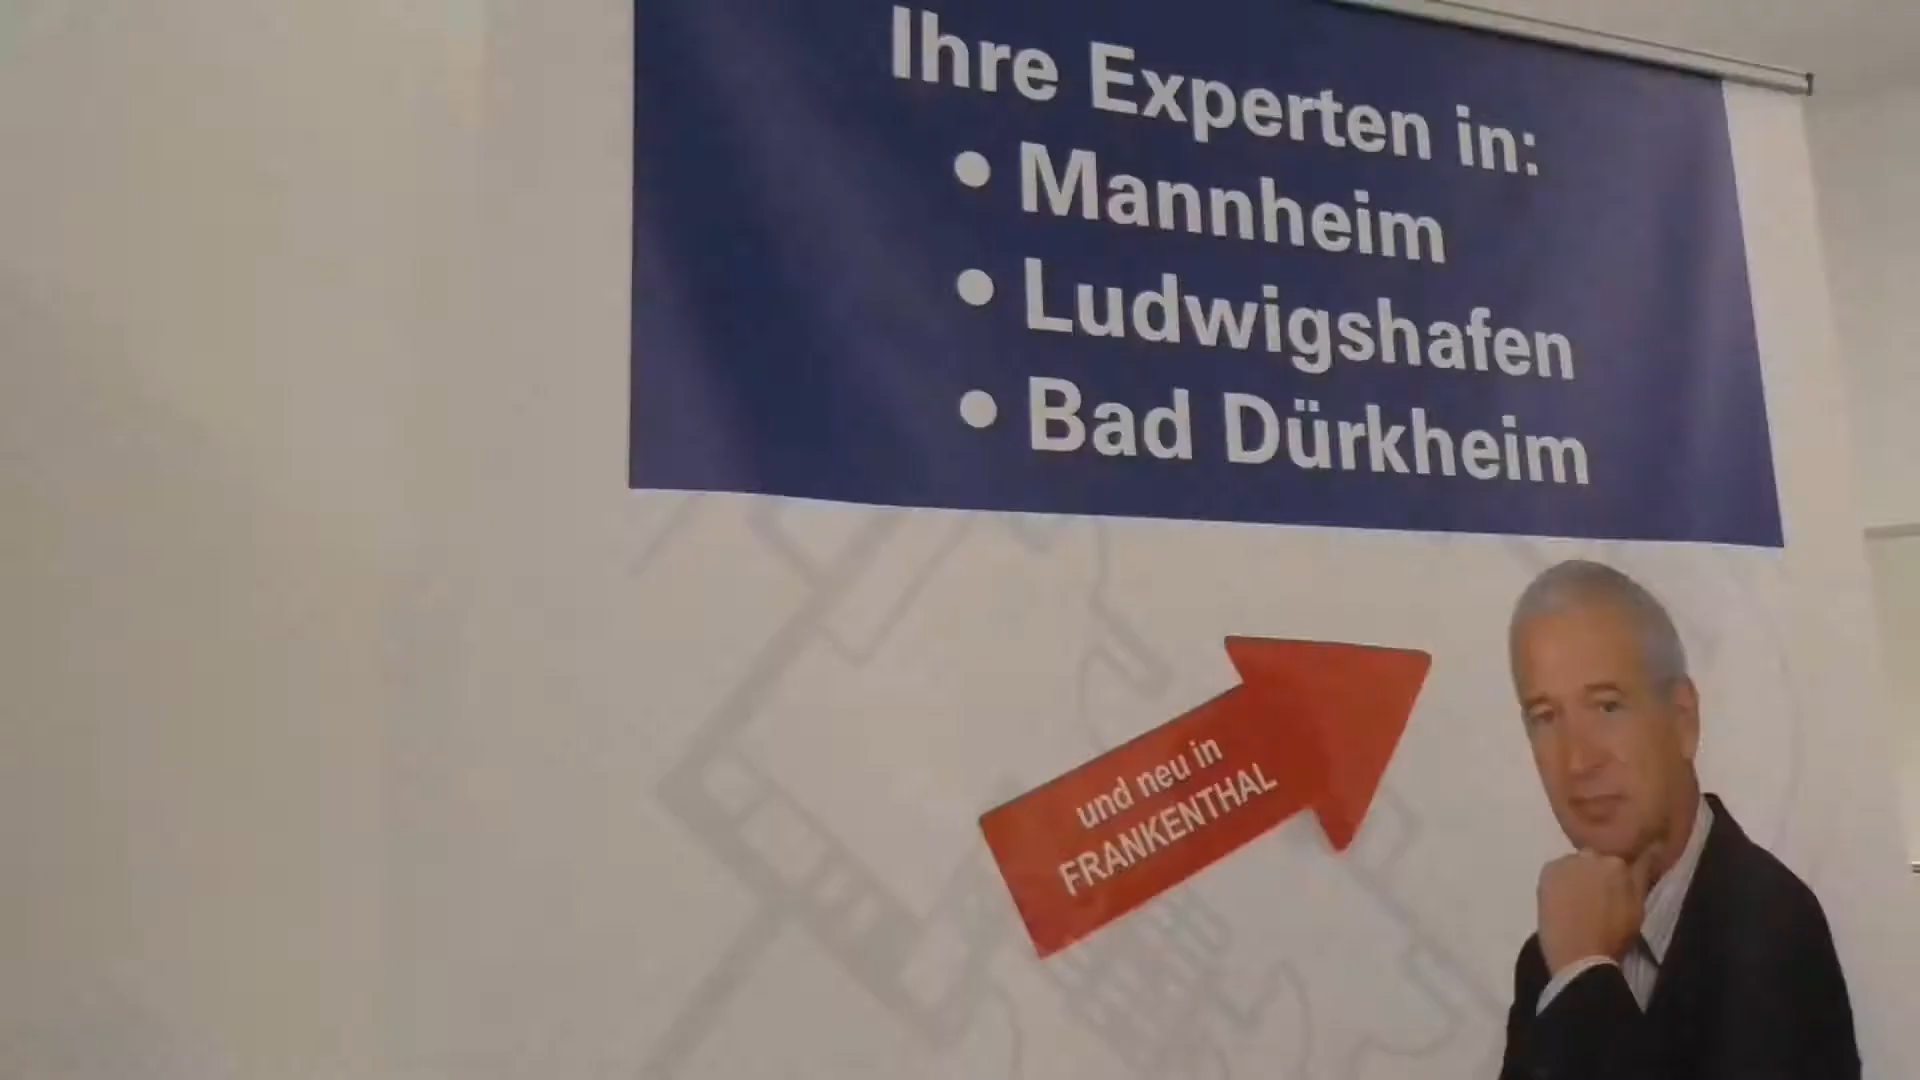 Ihre Experten in:
• Mannheim
• Ludwigshafen
• Bad Dürkheim
und neu in
FRANKENTHAL